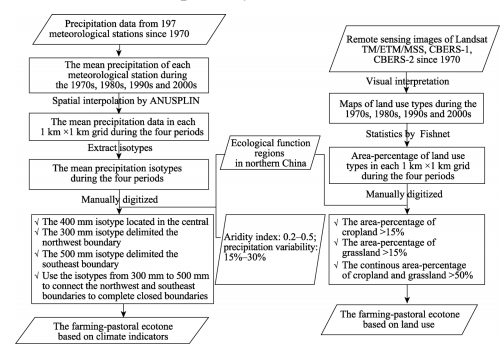 Precipitation data from 197
meteorological stations since 1970
The mean precipitation of each
meteorological station during
the 1970s, 1980s, 1990s and 2000s
Spatial interpolation by ANUSPLIN
The mean precipitation data in each
1 km ×1 km grid during the four periods
Extract isotypes
The mean precipitation isotypes
during the four periods
Manually digitized
√ The 400 mm isotype located in the central
√ The 300 mm isotype delimited the
northwest boundary
√ The 500 mm isotype delimited the
southeast boundary
√ Use the isotypes from 300 mm to 500 mm
to connect the northwest and southeast
boundaries to complete closed boundaries
The farming-pastoral ecotone
based on climate indicators
Ecological function
regions
in northern China
Aridity index: 0.2–0.5;
precipitation variability:
15%–30%
Remote sensing images of Landsat
TM/ETM/MSS, CBERS-1,
CBERS-2 since 1970
Visual interpretation
Maps of land use types during the
1970s, 1980s, 1990s and 2000s
Statistics by Fishnet
Area-percentage of land use
types in each 1 km ×1 km grid
during the four periods
Manually digitized
√ The area-percentage of
cropland >15%
√ The area-percentage of
grassland >15%
√ The continous area-percentage
of cropland and grassland >50%
The farming-pastoral ecotone
based on land use